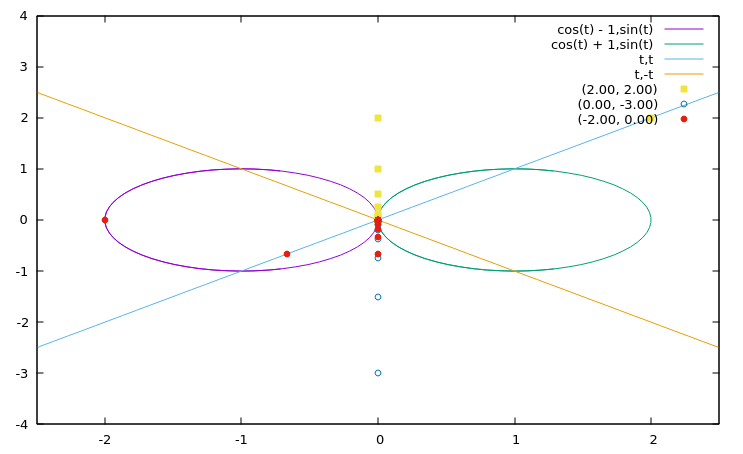 cos(t) - 1,sin(t)
cos(t) + 1,sin(t)
t,t
t,-t
(2.00, 2.00)
(0.00, -3.00)
(-2.00, 0.00)
4
3
2
1
0
-1
-2
-3
-4
-2 -1 0 1 2